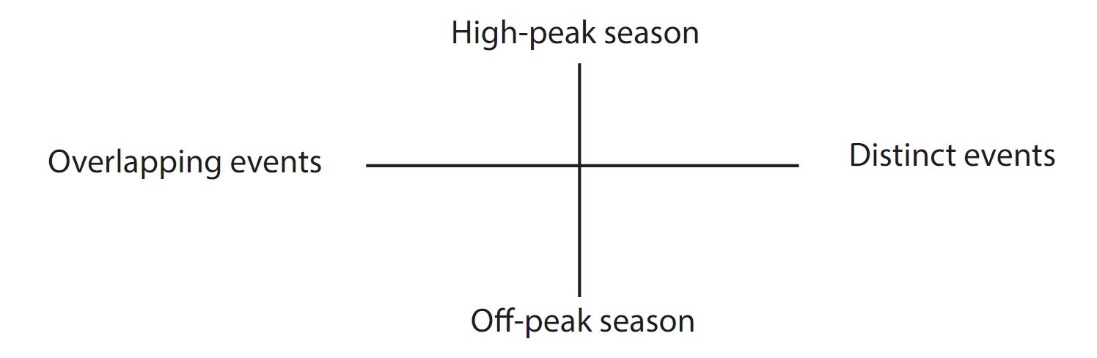 High-peak season
Overlapping events
Distinct events
Off-peak season